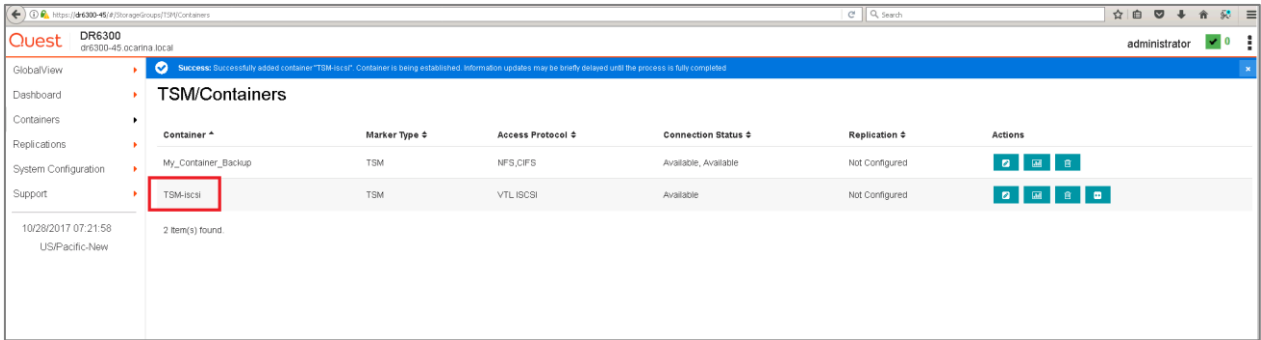 https://dr6300-45/#/StorageGroups/TSM/Containers
Search
Quest
DR6300
dr6300-45.ocarina.local
administrator
0
GlobalView
Dashboard
Containers
Replications
System Configuration
Support
10/28/2017 07:21:58
US/Pacific-New
Success: Successfully added container "TSM-iscsi". Container is being established. Information updates may be briefly delayed until the process is fully completed
TSM/Containers
Container Marker Type Access Protocol Connection Status Replication Actions
My_Container_Backup TSM NFS,CIFS Available, Available Not Configured
TSM-iscsi TSM VTL ISCSI Available Not Configured
2 Item(s) found.